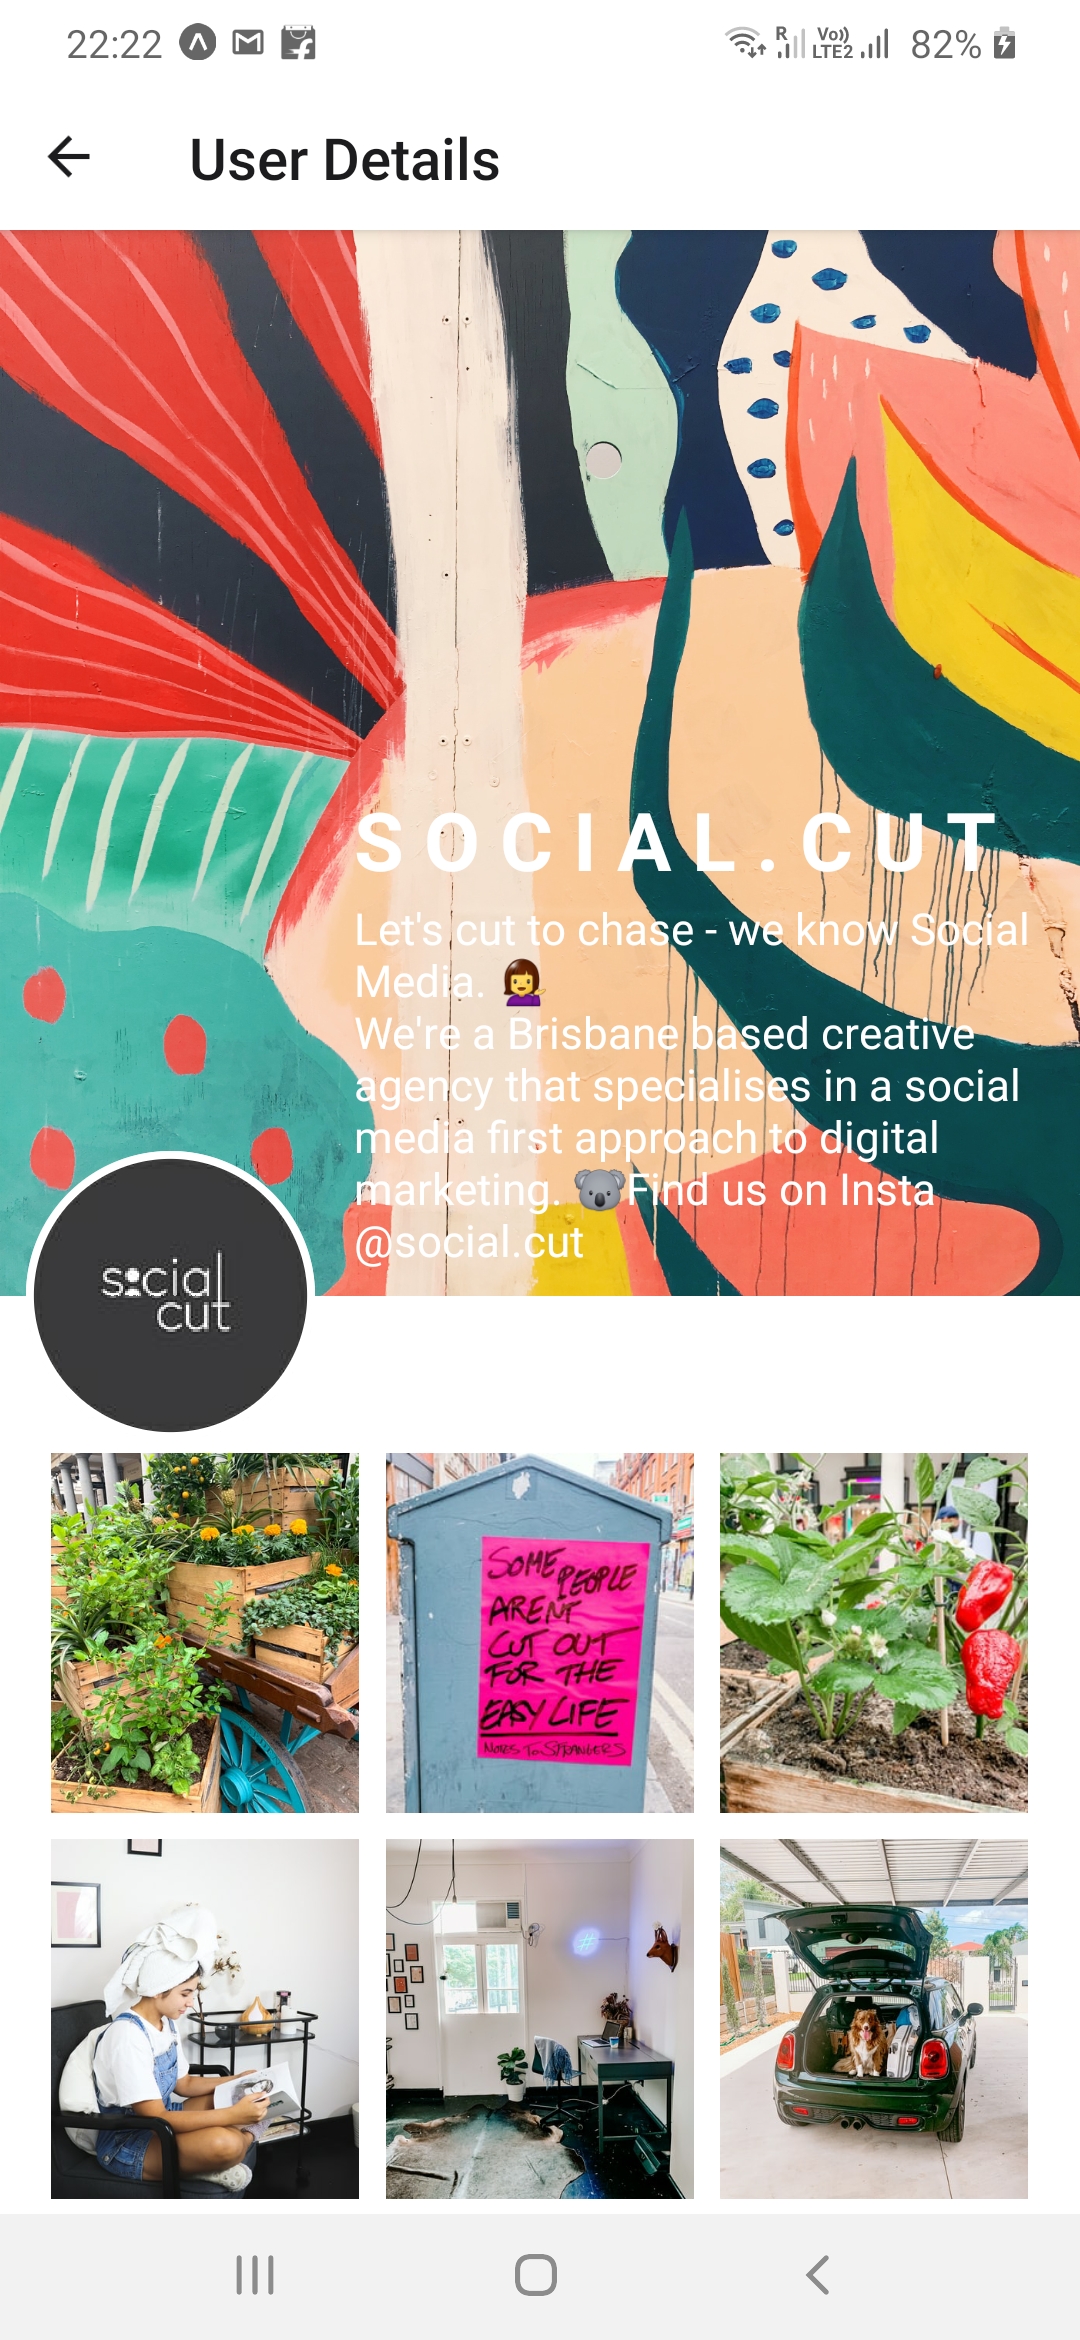 22:22
R
Vo))
LTE2
82%
User Details
SOCIAL.CUT
Let's cut to chase - we know Social
Media. 💁‍♀️
We're a Brisbane based creative
agency that specialises in a social
media first approach to digital
marketing. 🐨Find us on Insta
@social.cut
social
cut
SOME PEOPLE
ARENT
CUT OUT
FOR THE
EASY LIFE
NOTES TO STRANGERS